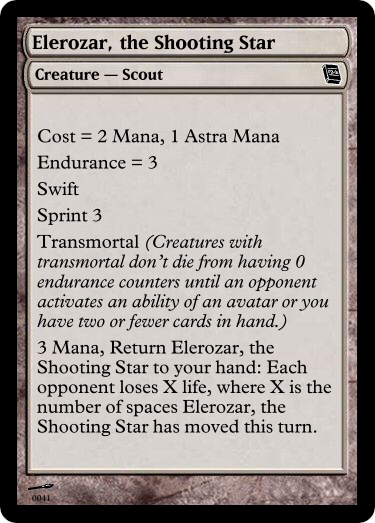 Elerozar, the Shooting Star
Creature — Scout
Cost = 2 Mana, 1 Astra Mana
Endurance = 3
Swift
Sprint 3
Transmortal (Creatures with
transmortal don't die from having 0
endurance counters until an opponent
activates an ability of an avatar or you
have two or fewer cards in hand.)
3 Mana, Return Elerozar, the
Shooting Star to your hand: Each
opponent loses X life, where X is the
number of spaces Elerozar, the
Shooting Star has moved this turn.
0041